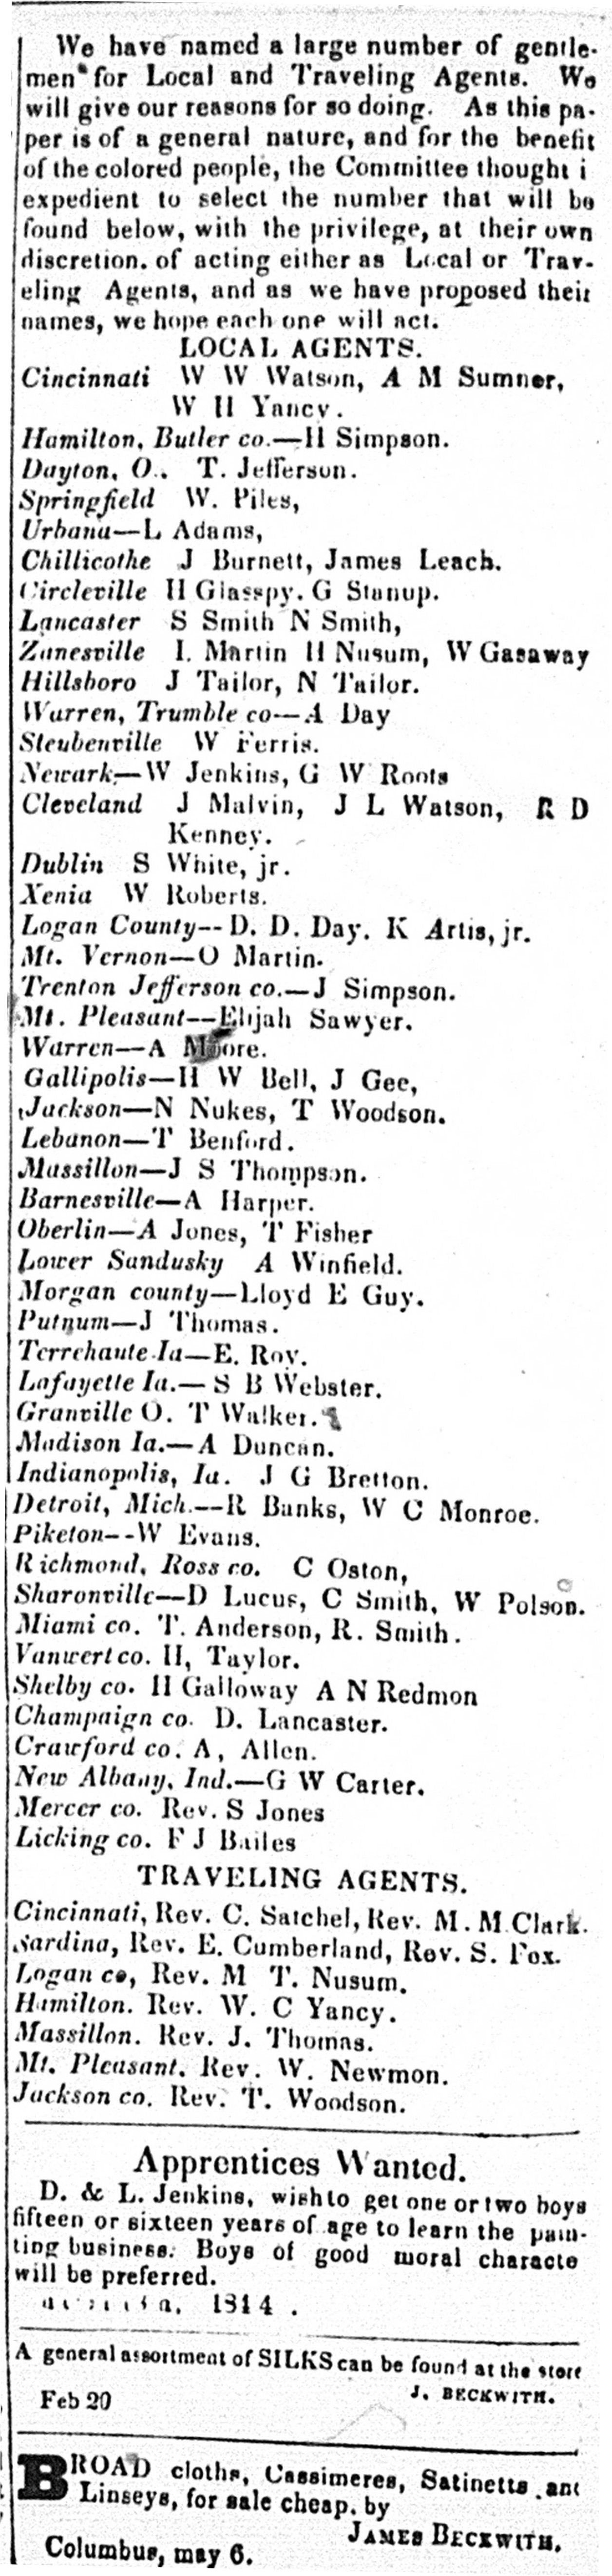 We have named a large number of gentle-
men for Local and Traveling Agents. We
will give our reasons for so doing. As this pa-
per is of a general nature, and for the benefit
of the colored people, the Committee thought i
expedient to select the number that will be
found below, with the privilege, at their own
discretion. of acting either as Local or Trav-
eling Agents, and as we have proposed their
names, we hope each one will act.
LOCAL AGENTS.
Cincinnati W W Watson, A M Sumner,
W H Yancy.
Hamilton, Butler co.—H Simpson.
Dayton, O.. T. Jefferson.
Springfield W. Piles,
Urbana—L Adams,
Chillicothe J Burnett, James Leach.
Circleville H Glasspy. G Stanup.
Lancaster S Smith N Smith,
Zanesville I. Martin H Nusum, W Gasaway
Hillsboro J Tailor, N Tailor.
Warren, Trumble co—A Day
Steubenville W Ferris.
Newark—W Jenkins, G W Roots
Cleveland J Malvin, J L Watson, R D
Kenney.
Dublin S White, jr.
Xenia W Roberts.
Logan County-- D. D. Day. K Artis, jr.
Mt. Vernon—O Martin.
Trenton Jefferson co.—J Simpson.
Mt. Pleasant—Elijah Sawyer.
Warren—A Moore.
Gallipolis—H W Bell, J Gee,
Jackson—N Nukes, T Woodson.
Lebanon—T Benford.
Massillon—J S Thompson.
Barnesville—A Harper.
Oberlin—A Jones, T Fisher
Lower Sandusky A Winfield.
Morgan county—Lloyd E Guy.
Putnum—J Thomas.
Terrehaute Ia—E. Roy.
Lafayette Ia.—S B Webster.
Granville O. T Walker.
Madison Ia.—A Duncan.
Indianopolis, Ia. J G Bretton.
Detroit, Mich.—R Banks, W C Monroe.
Piketon--W Evans.
Richmond, Ross co. C Oston,
Sharonville—D Lucus, C Smith, W Polson.
Miami co. T. Anderson, R. Smith.
Vanwert co. H, Taylor.
Shelby co. H Galloway A N Redmon
Champaign co. D. Lancaster.
Crawford co. A, Allen.
New Albany, Ind.—G W Carter.
Mercer co. Rev. S Jones
Licking co. F J Bailes
TRAVELING AGENTS.
Cincinnati, Rev. C. Satchel, Rev. M. M Clark.
Sardina, Rev. E. Cumberland, Rev. S. Fox.
Logan co, Rev. M T. Nusum.
Hamilton. Rev. W. C Yancy.
Massillon. Rev. J. Thomas.
Mt. Pleasant. Rev. W. Newmon.
Jackson co. Rev. T. Woodson.
Apprentices Wanted.
D. & L. Jenkins, wish to get one or two boys
fifteen or sixteen years of age to learn the pain-
ting business. Boys of good moral characte
will be preferred.
1844.
A general assortment of SILKS can be found at the store
J. BECKWITH.
Feb 20
BROAD cloths, Cassimeres, Satinetts and
Linseys, for sale cheap. by
JAMES BECKWITH.
Columbus, may 6.